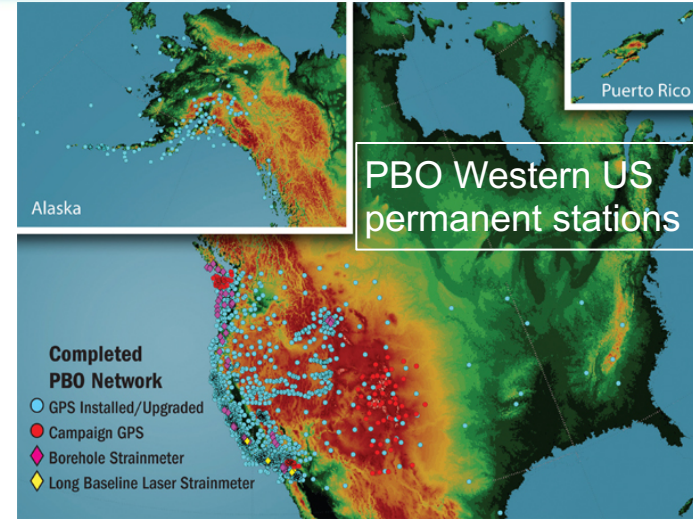 Puerto Rico
PBO Western US
permanent stations
Alaska
Completed
PBO Network
GPS Installed/Upgraded
Campaign GPS
Borehole Strainmeter
Long Baseline Laser Strainmeter